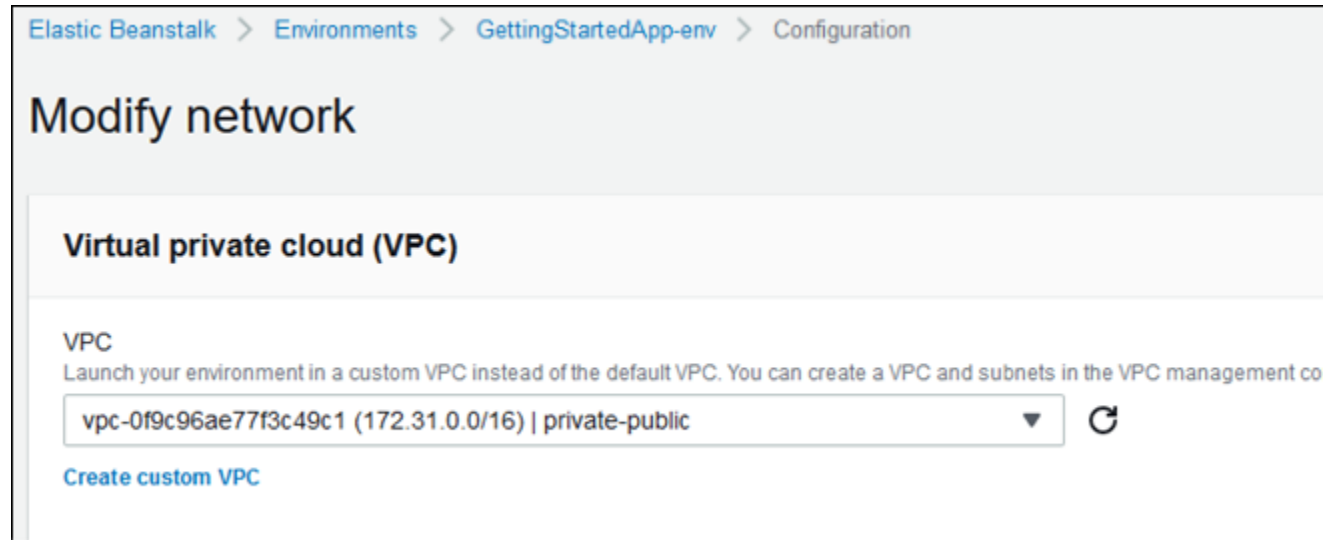 Elastic Beanstalk > Environments > GettingStartedApp-env > Configuration
Modify network
Virtual private cloud (VPC)
VPC
Launch your environment in a custom VPC instead of the default VPC. You can create a VPC and subnets in the VPC management co
vpc-0f9c96ae77f3c49c1 (172.31.0.0/16) | private-public
Create custom VPC